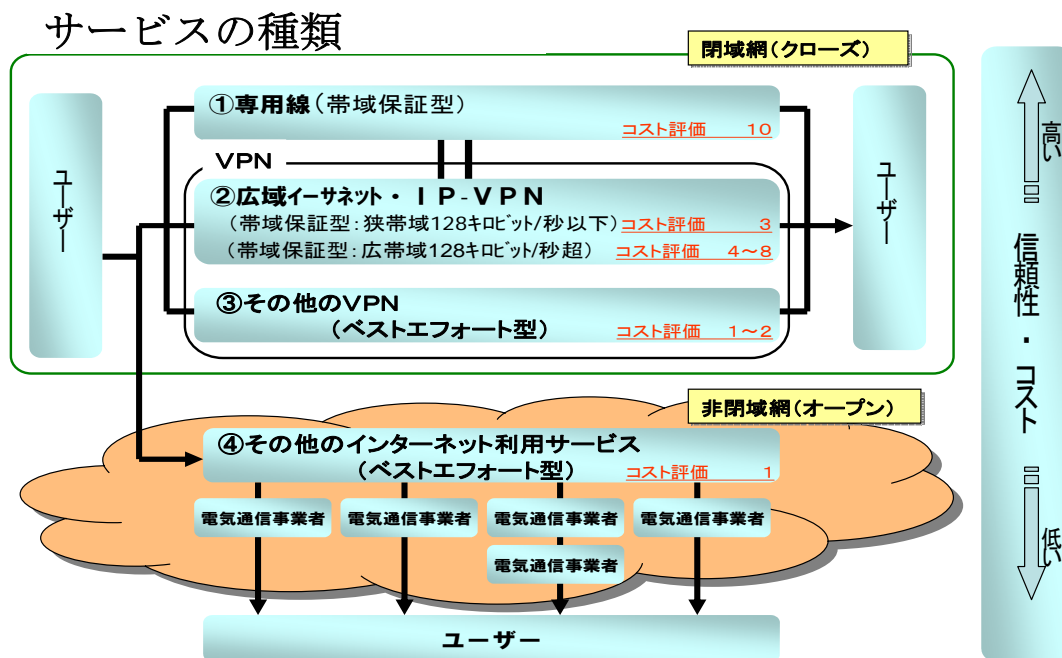 サービスの種類
閉域網（クローズ）
ユーザー
①専用線（帯域保証型）
コスト評価 10
VPN
②広域イーサネット・ＩＰ-ＶＰＮ
（帯域保証型：狭帯域128ｷﾛﾋﾞｯﾄ/秒以下）コスト評価 3
（帯域保証型：広帯域128ｷﾛﾋﾞｯﾄ/秒超） コスト評価 4～8
③その他のVPN
（ベストエフォート型） コスト評価 1～2
ユーザー
非閉域網（オープン）
④その他のインターネット利用サービス
（ベストエフォート型） コスト評価 1
電気通信事業者
電気通信事業者
電気通信事業者
電気通信事業者
電気通信事業者
ユーザー
高い
信頼性・コスト
低い